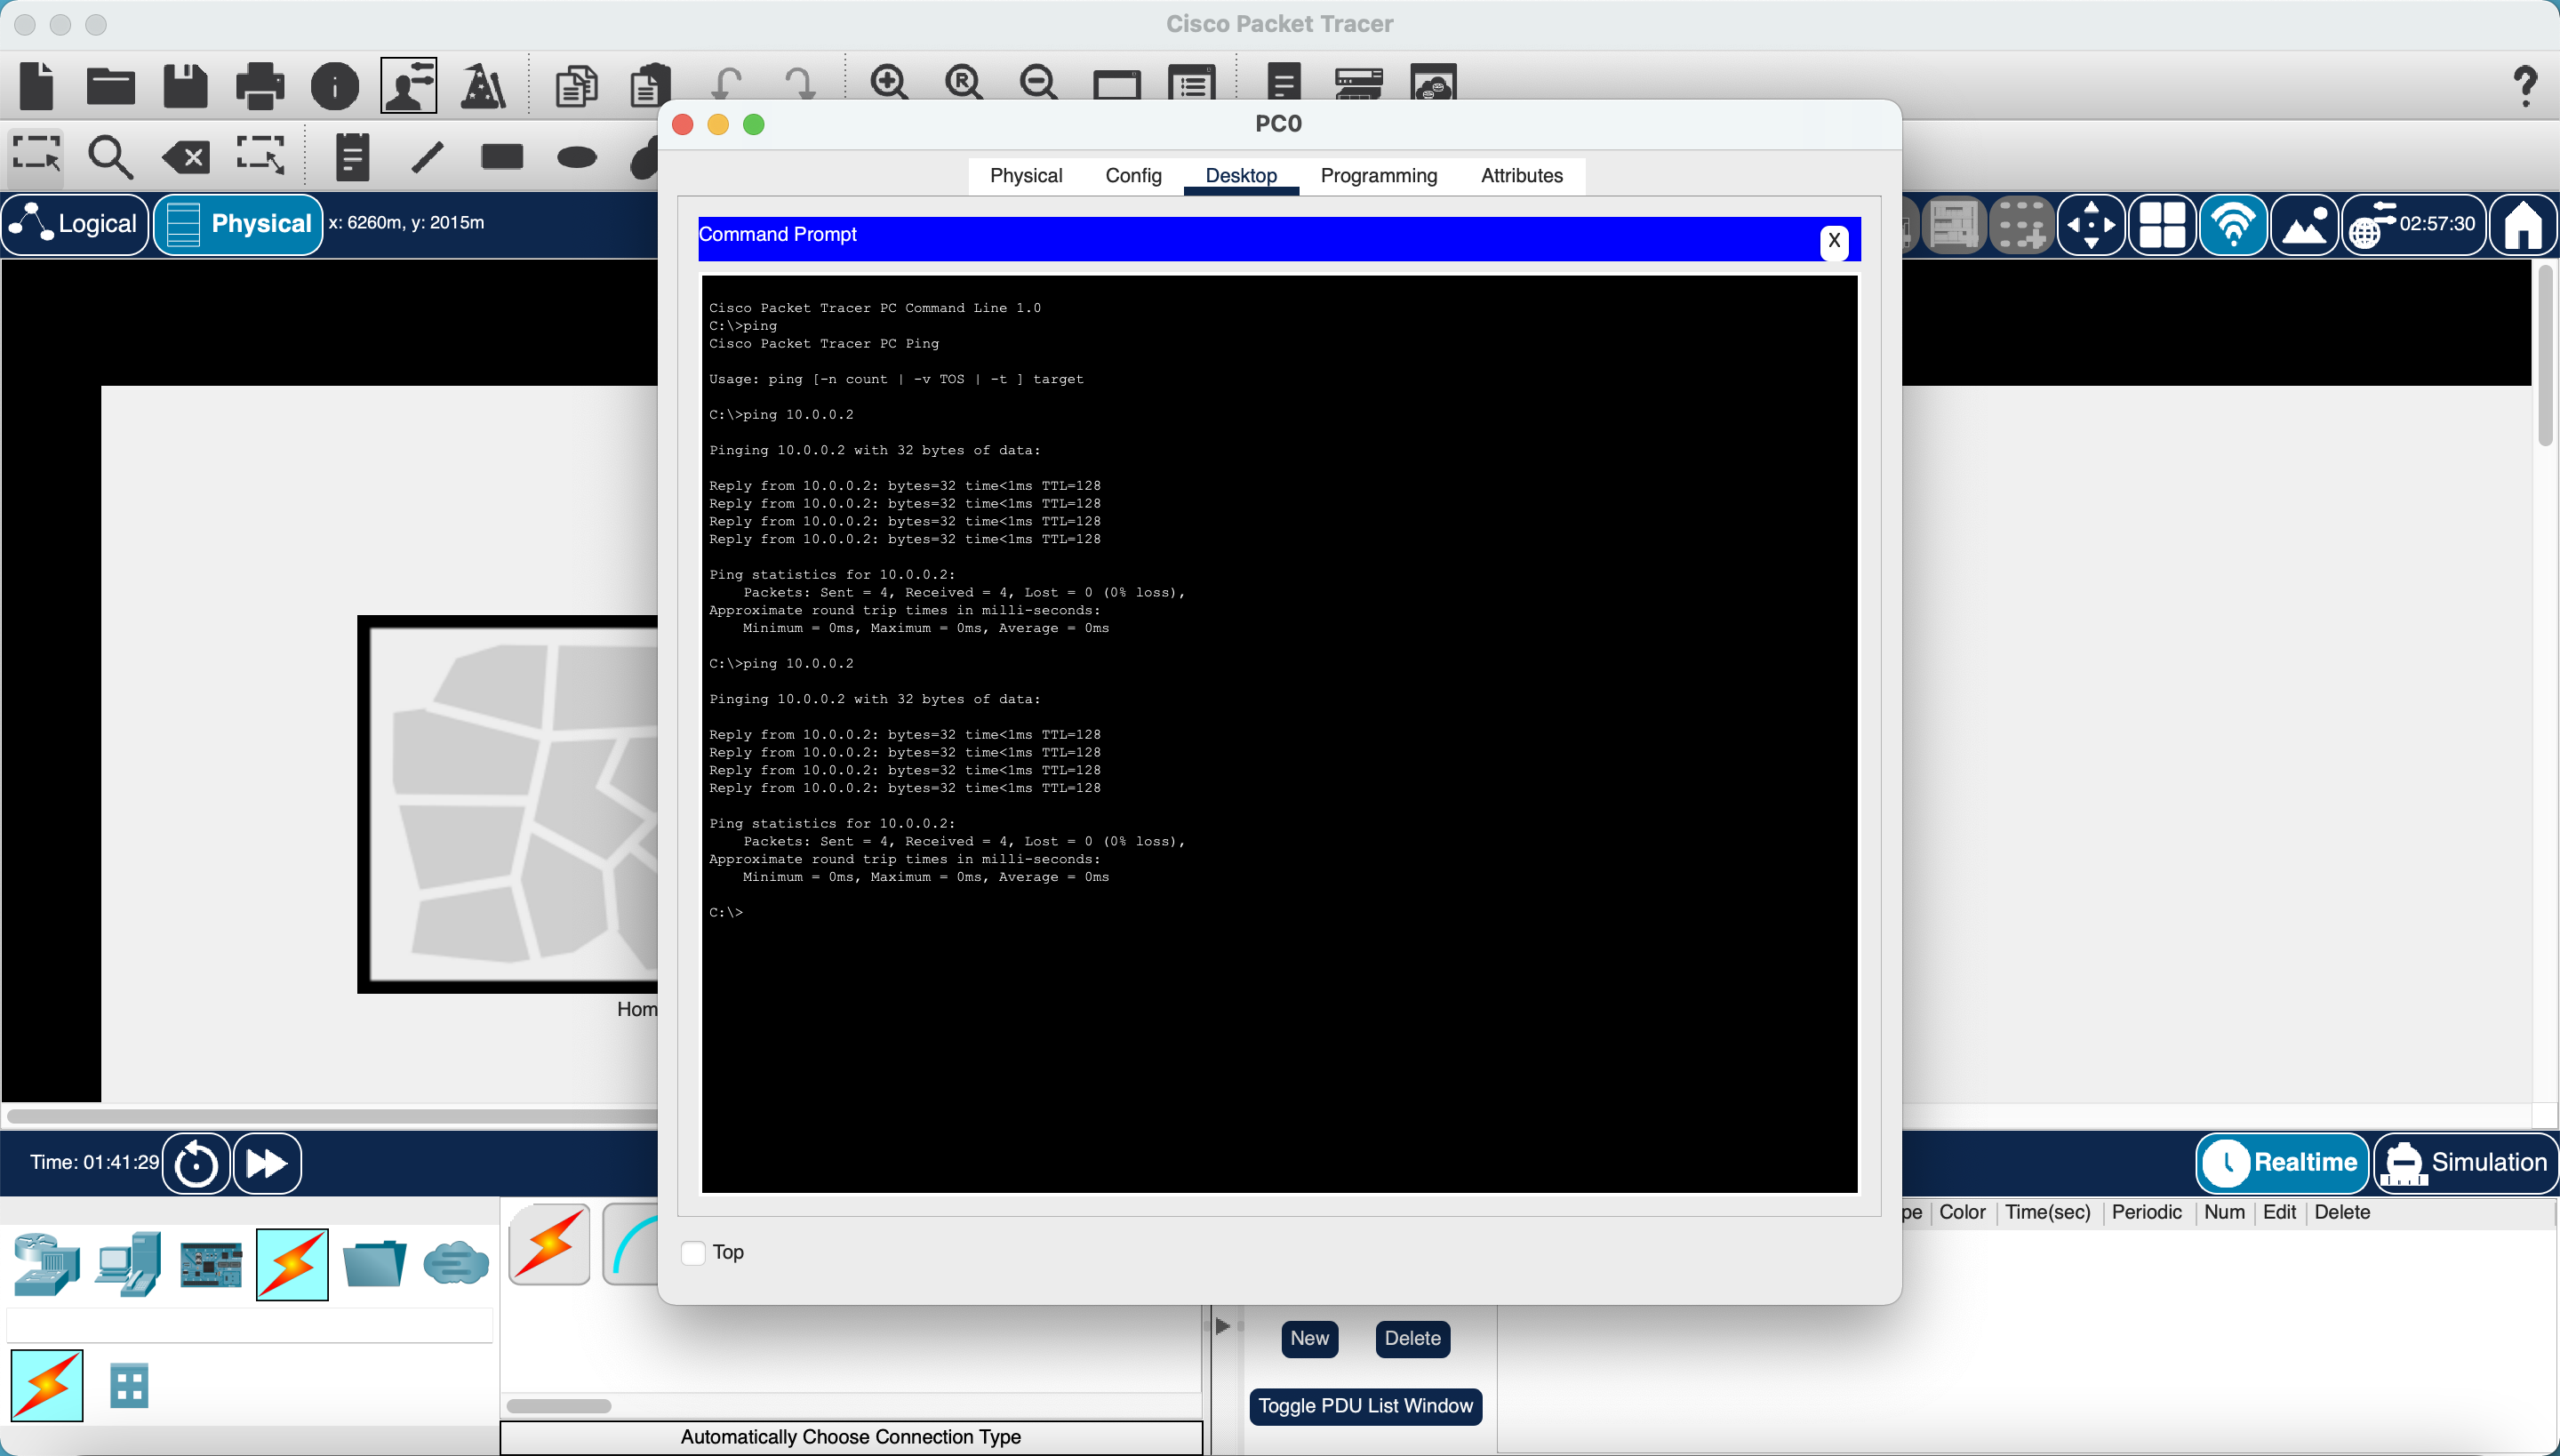 Cisco Packet Tracer
PC0
Physical Config Desktop Programming Attributes
Logical Physical x: 6260m, y: 2015m
02:57:30
Command Prompt X
Cisco Packet Tracer PC Command Line 1.0
C:\>ping
Cisco Packet Tracer PC Ping
Usage: ping [-n count | -v TOS | -t ] target
C:\>ping 10.0.0.2
Pinging 10.0.0.2 with 32 bytes of data:
Reply from 10.0.0.2: bytes=32 time<1ms TTL=128
Reply from 10.0.0.2: bytes=32 time<1ms TTL=128
Reply from 10.0.0.2: bytes=32 time<1ms TTL=128
Reply from 10.0.0.2: bytes=32 time<1ms TTL=128
Ping statistics for 10.0.0.2:
Packets: Sent = 4, Received = 4, Lost = 0 (0% loss),
Approximate round trip times in milli-seconds:
Minimum = 0ms, Maximum = 0ms, Average = 0ms
C:\>ping 10.0.0.2
Pinging 10.0.0.2 with 32 bytes of data:
Reply from 10.0.0.2: bytes=32 time<1ms TTL=128
Reply from 10.0.0.2: bytes=32 time<1ms TTL=128
Reply from 10.0.0.2: bytes=32 time<1ms TTL=128
Reply from 10.0.0.2: bytes=32 time<1ms TTL=128
Ping statistics for 10.0.0.2:
Packets: Sent = 4, Received = 4, Lost = 0 (0% loss),
Approximate round trip times in milli-seconds:
Minimum = 0ms, Maximum = 0ms, Average = 0ms
C:\>
Hom
Time: 01:41:29
Realtime Simulation
pe Color Time(sec) Periodic Num Edit Delete
Top
New Delete
Toggle PDU List Window
Automatically Choose Connection Type